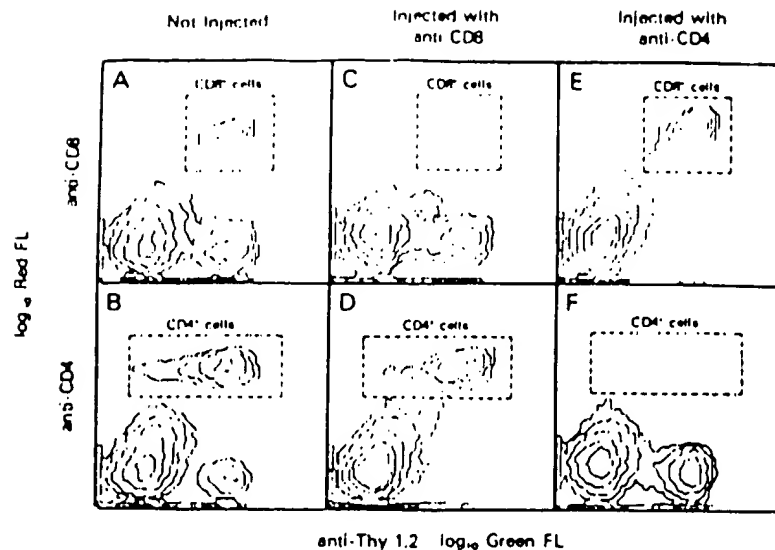 Not Injected
Injected with
anti CD8
Injected with
anti-CD4
A
CD8⁺ cells
C
CD8⁺ cells
E
CD8⁺ cells
anti-CD8
log₁₀ Red FL
B
CD4⁺ cells
D
CD4⁺ cells
F
CD4⁺ cells
anti-CD4
anti-Thy 1.2 log₁₀ Green FL